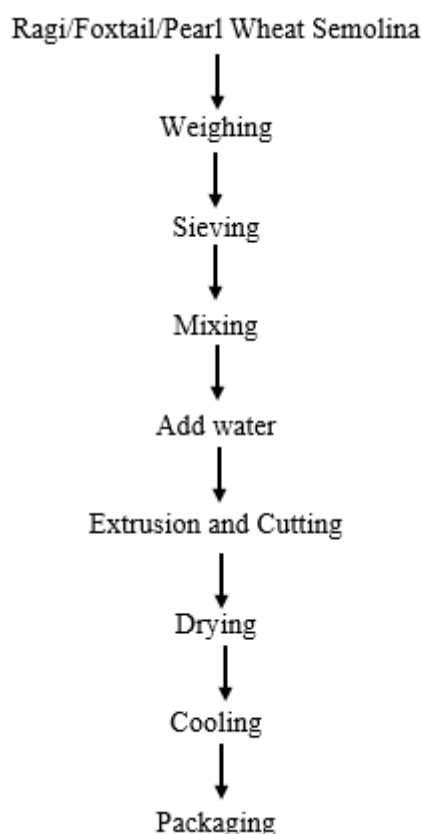 Ragi/Foxtail/Pearl Wheat Semolina
Weighing
Sieving
Mixing
Add water
Extrusion and Cutting
Drying
Cooling
Packaging